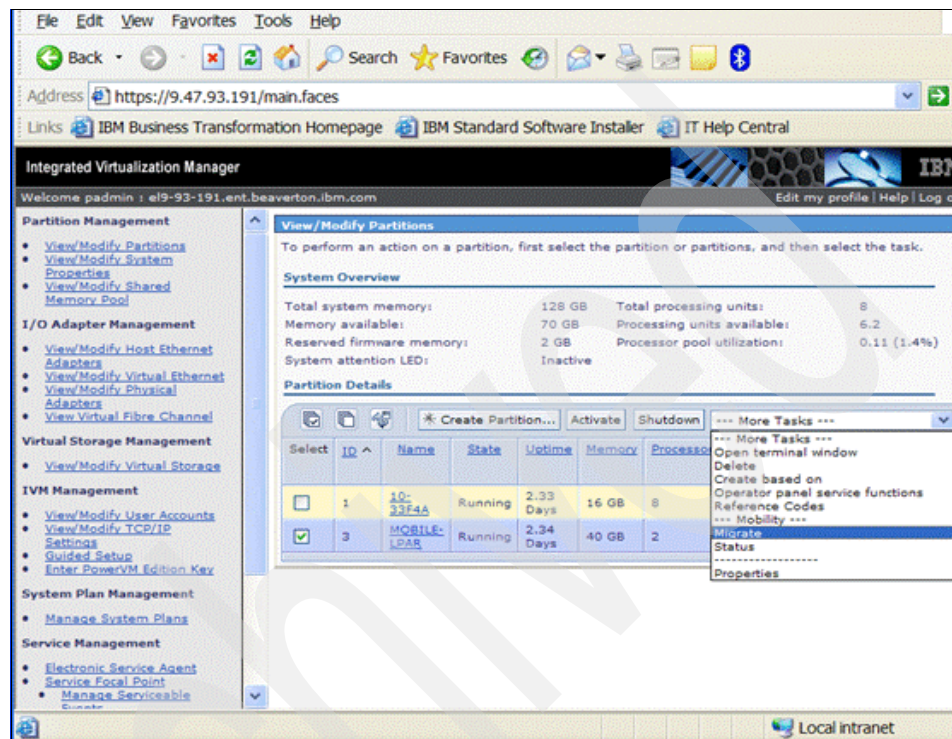 File Edit View Favorites Tools Help
Back Search Favorites
Address https://9.47.93.191/main.faces
Links IBM Business Transformation Homepage IBM Standard Software Installer IT Help Central
Integrated Virtualization Manager IBM
Welcome padmin : el9-93-191.ent.beaverton.ibm.com Edit my profile | Help | Log o
Partition Management
View/Modify Partitions
View/Modify System
Properties
View/Modify Shared
Memory Pool
I/O Adapter Management
View/Modify Host Ethernet
Adapters
View/Modify Virtual Ethernet
View/Modify Physical
Adapters
View Virtual Fibre Channel
Virtual Storage Management
View/Modify Virtual Storage
IVM Management
View/Modify User Accounts
View/Modify TCP/IP
Settings
Guided Setup
Enter PowerVM Edition Key
System Plan Management
Manage System Plans
Service Management
Electronic Service Agent
Service Focal Point
Manage Serviceable
Events
View/Modify Partitions
To perform an action on a partition, first select the partition or partitions, and then select the task.
System Overview
Total system memory: 128 GB Total processing units: 8
Memory available: 70 GB Processing units available: 6.2
Reserved firmware memory: 2 GB Processor pool utilization: 0.11 (1.4%)
System attention LED: Inactive
Partition Details
Create Partition... Activate Shutdown --- More Tasks ---
Select ID Name State Uptime Memory Processor
1 10-33F4A Running 2.33 Days 16 GB 8
3 MOBILE-LPAR Running 2.34 Days 40 GB 2
--- More Tasks ---
Open terminal window
Delete
Create based on
Operator panel service functions
Reference Codes
--- Mobility ---
Migrate
Status
------------------
Properties
Local intranet